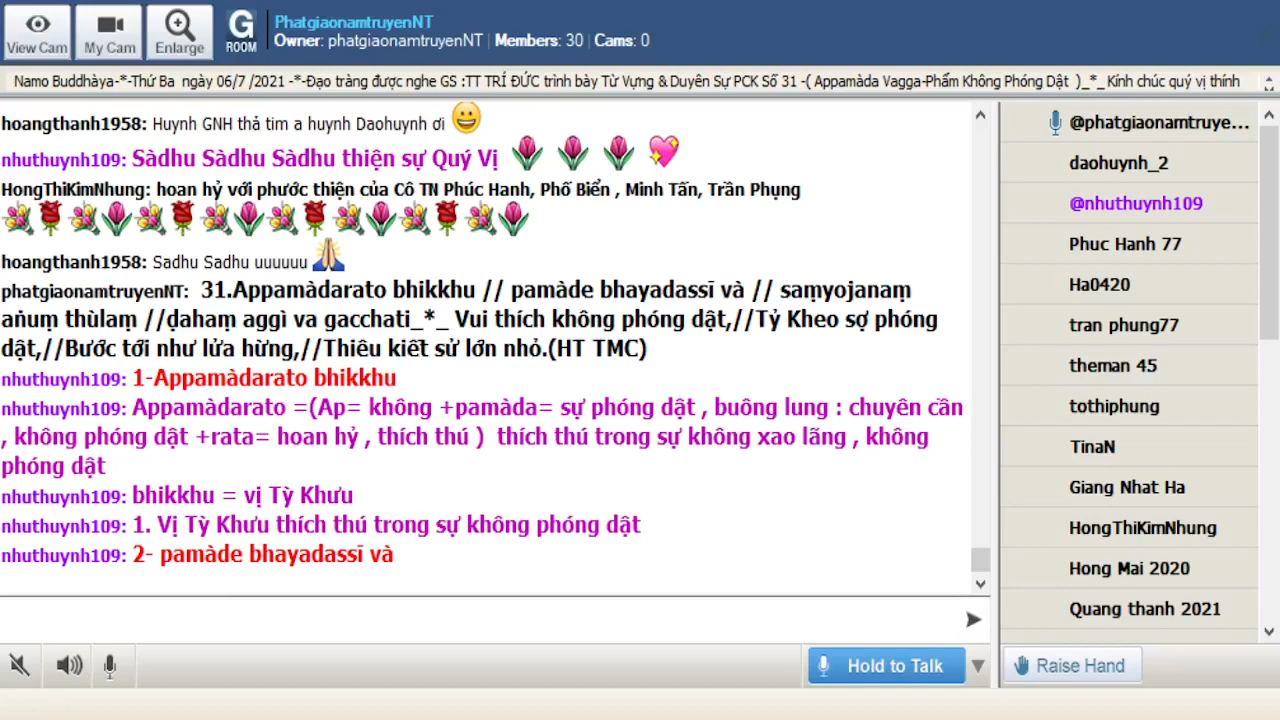 View Cam
My Cam
Enlarge
G
ROOM
PhatgiaonamtruyenNT
Owner: phatgiaonamtruyenNT | Members: 30 | Cams: 0
Namo Buddhàya-*-Thứ Ba ngày 06/7 /2021 -*-Đạo tràng được nghe GS :TT TRÍ ĐỨC trình bày Từ Vựng & Duyên Sự PCK Số 31 -( Appamàda Vagga-Phẩm Không Phóng Dật )_*_ Kính chúc quý vị thính
hoangthanh1958: Huynh GNH thả tim a huynh Daohuynh ơi
nhuthuynh109: Sàdhu Sàdhu Sàdhu thiện sự Quý Vị
HongThiKimNhung: hoan hỷ với phước thiện của Cô TN Phúc Hanh, Phố Biển , Minh Tấn, Trần Phụng
hoangthanh1958: Sadhu Sadhu uuuuuu
phatgiaonamtruyenNT: 31.Appamàdarato bhikkhu // pamàde bhayadassī và // saṃyojanaṃ
aṅuṃ thùlaṃ //ḍahaṃ aggì va gacchati_*_ Vui thích không phóng dật,//Tỷ Kheo sợ phóng
dật,//Bước tới như lửa hừng,//Thiêu kiết sử lớn nhỏ.(HT TMC)
nhuthuynh109: 1-Appamàdarato bhikkhu
nhuthuynh109: Appamàdarato =(Ap= không +pamàda= sự phóng dật , buông lung : chuyên cần
, không phóng dật +rata= hoan hỷ , thích thú ) thích thú trong sự không xao lãng , không
phóng dật
nhuthuynh109: bhikkhu = vị Tỳ Khưu
nhuthuynh109: 1. Vị Tỳ Khưu thích thú trong sự không phóng dật
nhuthuynh109: 2- pamàde bhayadassī và
@phatgiaonamtruye...
daohuynh_2
@nhuthuynh109
Phuc Hanh 77
Ha0420
tran phung77
theman 45
tothiphung
TinaN
Giang Nhat Ha
HongThiKimNhung
Hong Mai 2020
Quang thanh 2021
Hold to Talk
Raise Hand